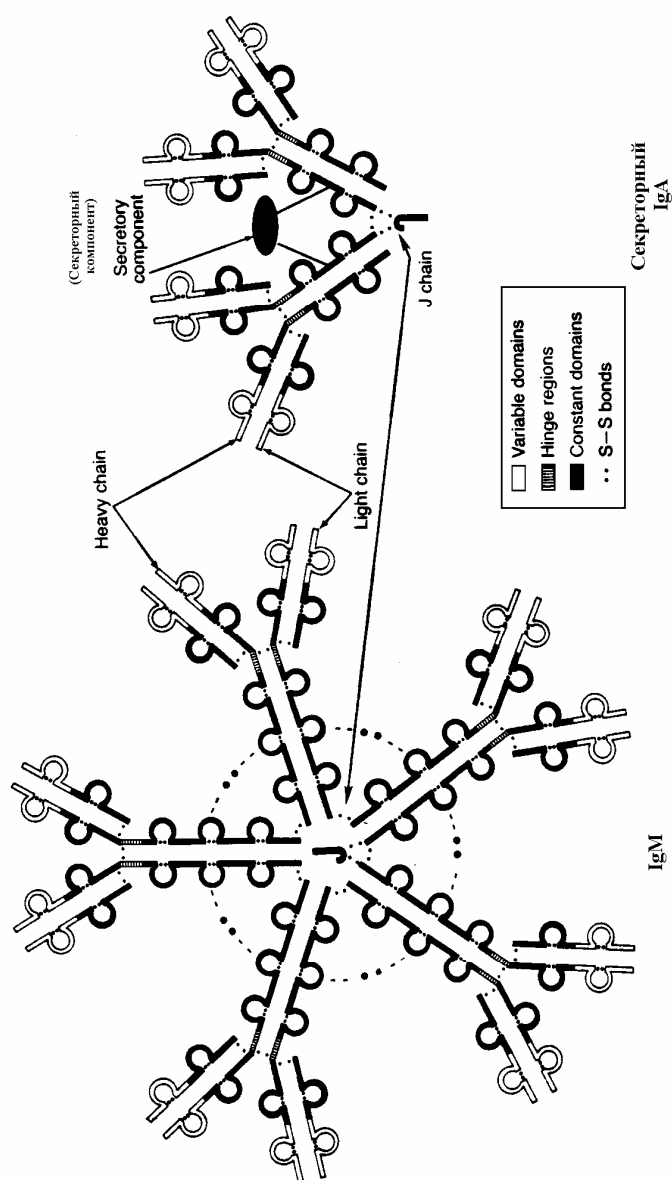 (Секреторный
компонент)
Secretory
component
Heavy chain
Light chain
J chain
Variable domains
Hinge regions
Constant domains
S–S bonds
IgM
Секреторный
IgA